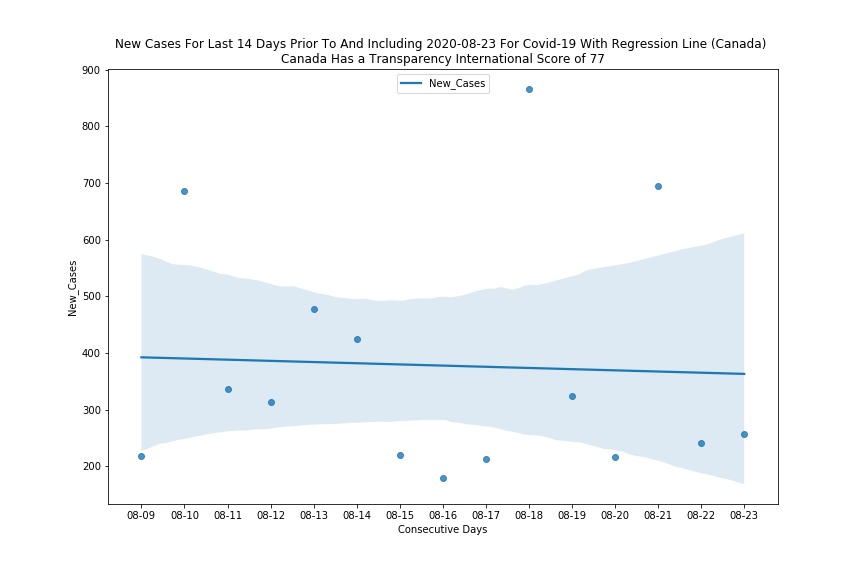 New Cases For Last 14 Days Prior To And Including 2020-08-23 For Covid-19 With Regression Line (Canada)
Canada Has a Transparency International Score of 77
New_Cases
900
800
700
600
500
400
300
200
New_Cases
08-09 08-10 08-11 08-12 08-13 08-14 08-15 08-16 08-17 08-18 08-19 08-20 08-21 08-22 08-23
Consecutive Days